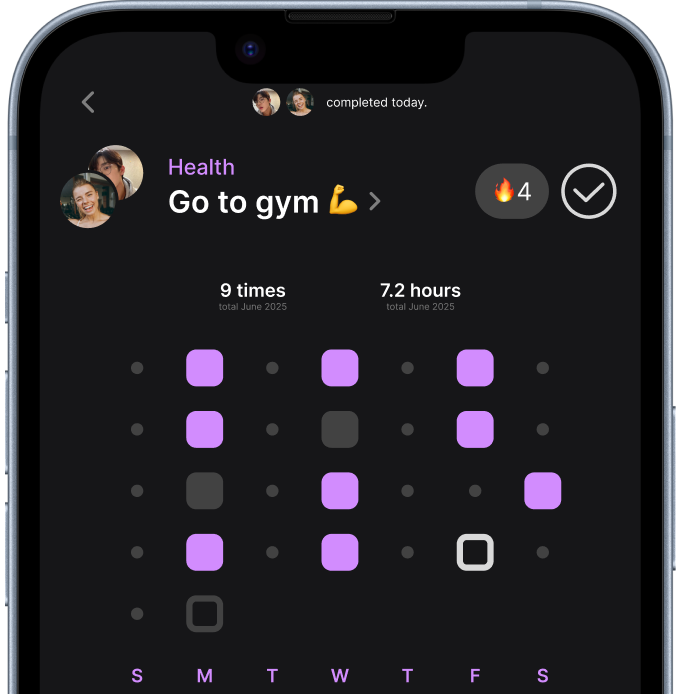 completed today.
Health
Go to gym 💪
🔥4
9 times
total June 2025
7.2 hours
total June 2025
S M T W T F S